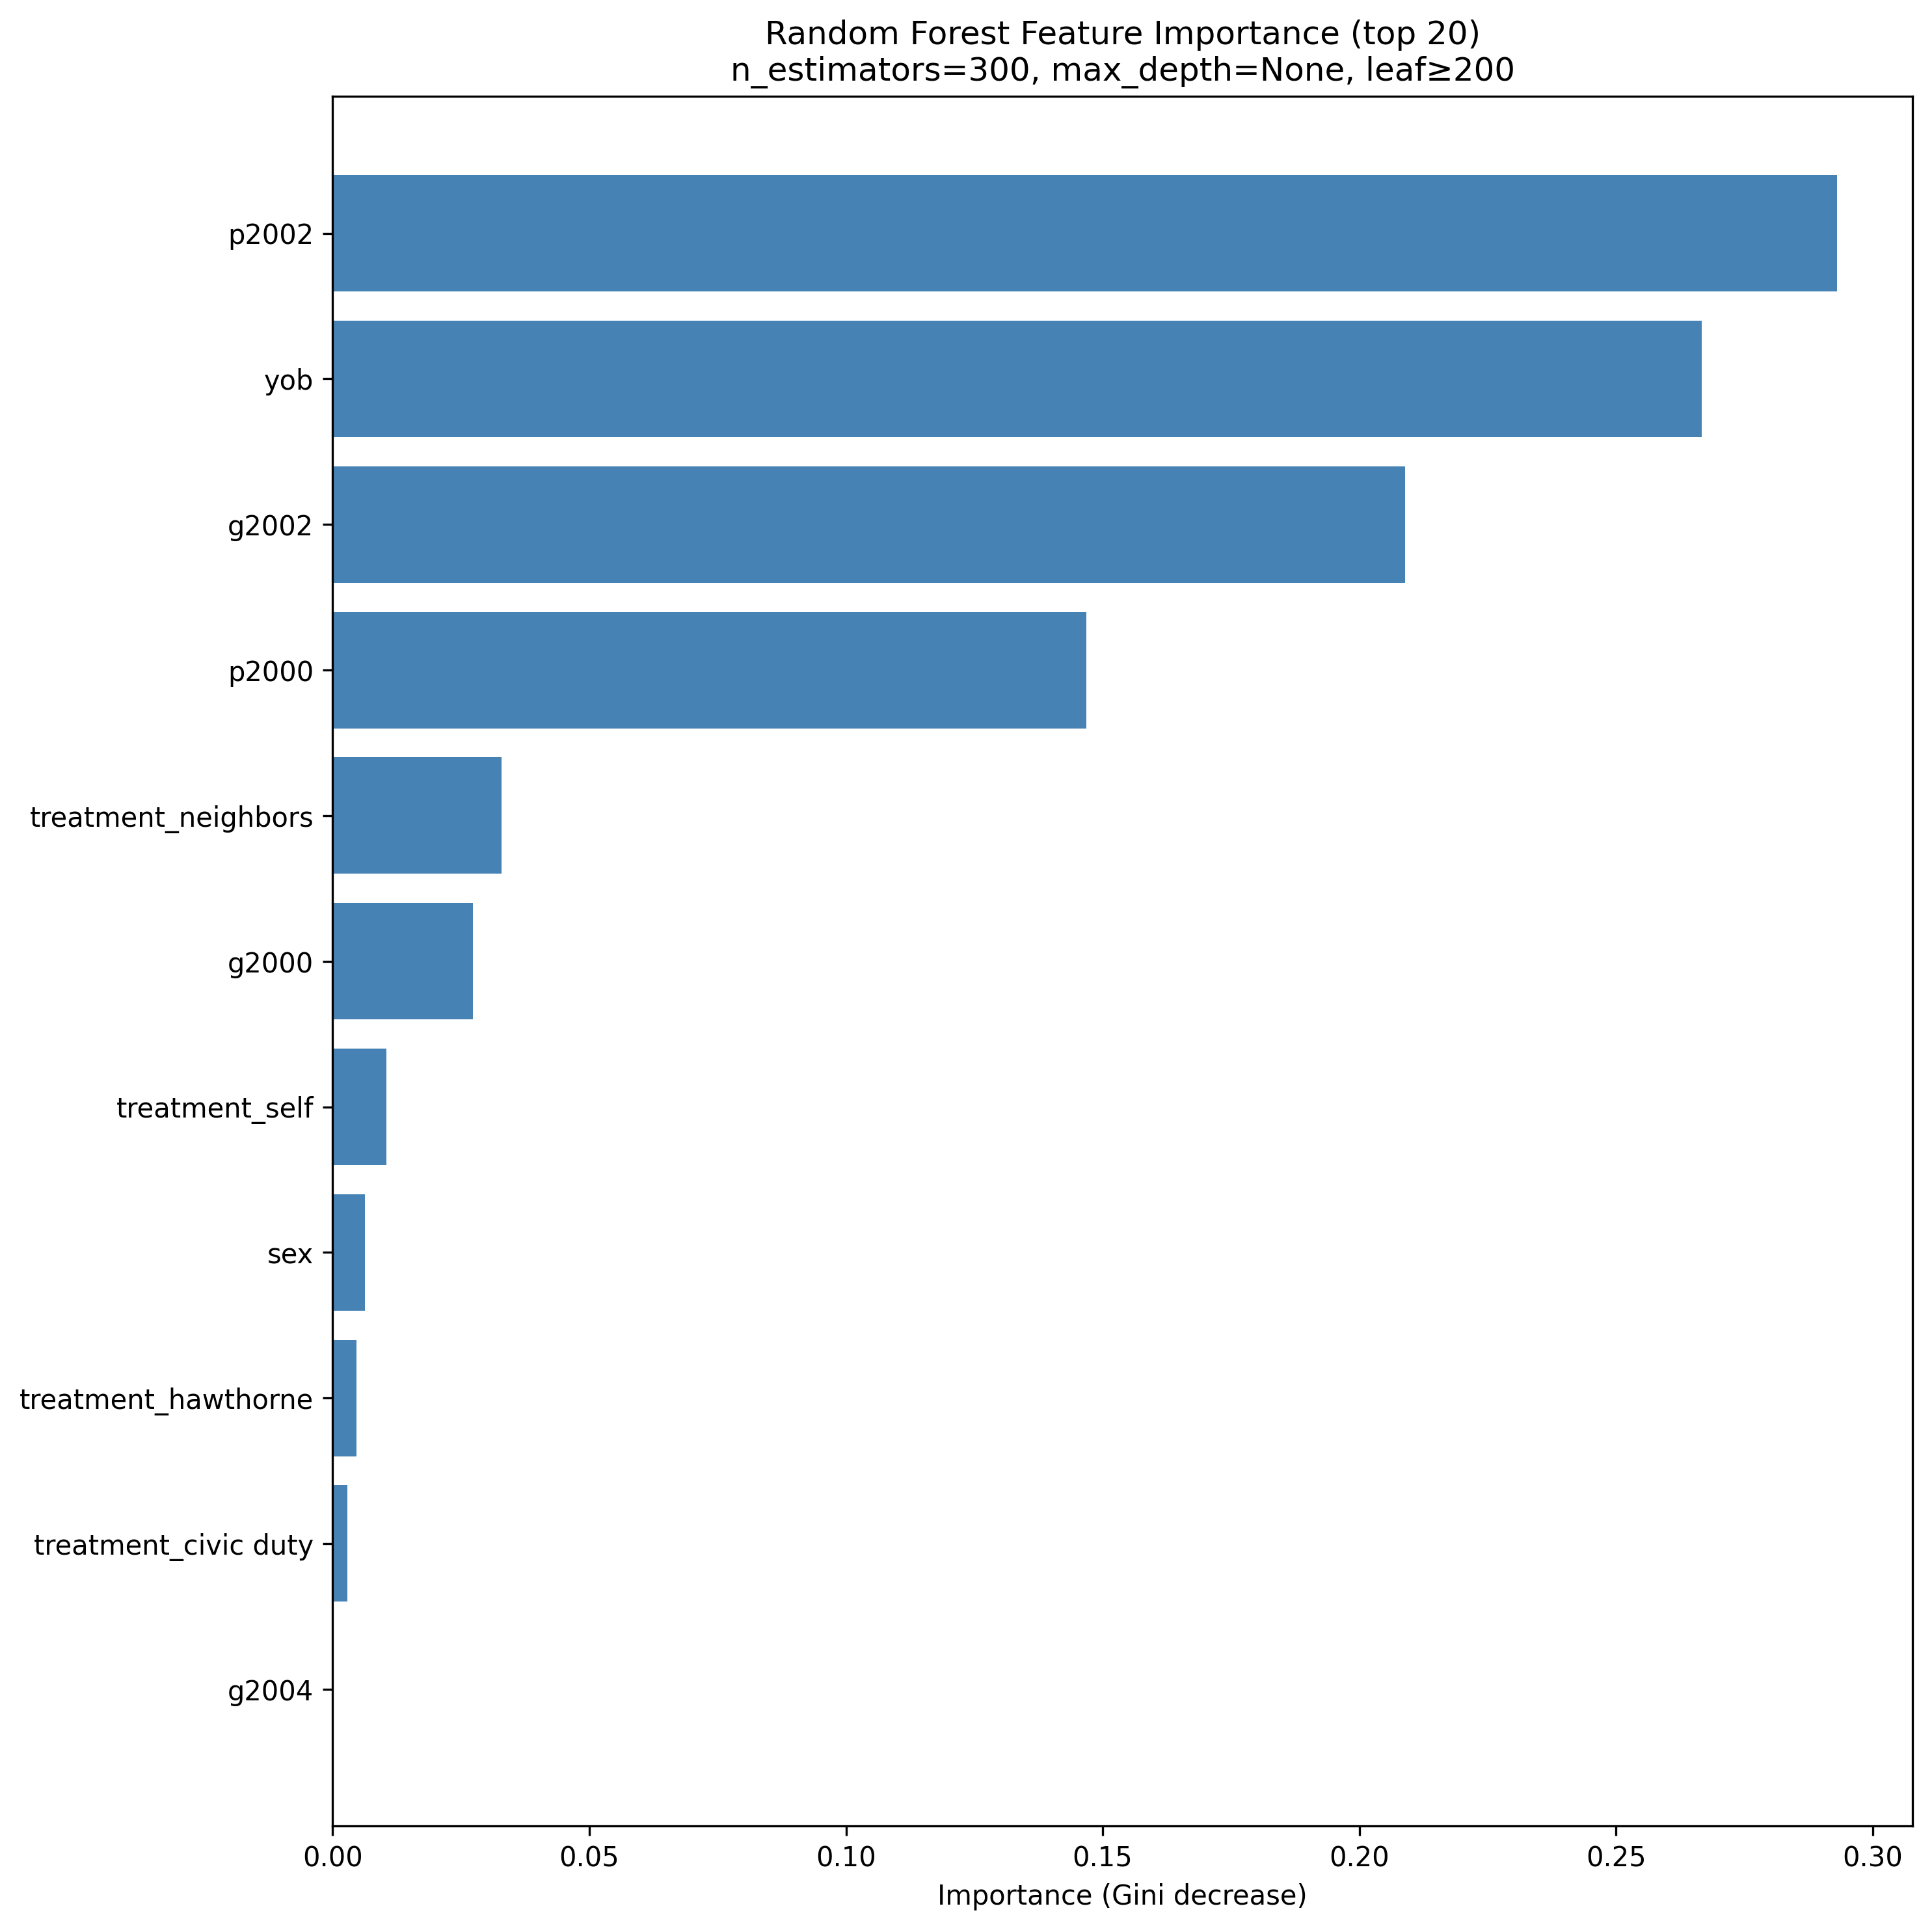 Random Forest Feature Importance (top 20)
n_estimators=300, max_depth=None, leaf≥200
p2002
yob
g2002
p2000
treatment_neighbors
g2000
treatment_self
sex
treatment_hawthorne
treatment_civic duty
g2004
0.00 0.05 0.10 0.15 0.20 0.25 0.30
Importance (Gini decrease)